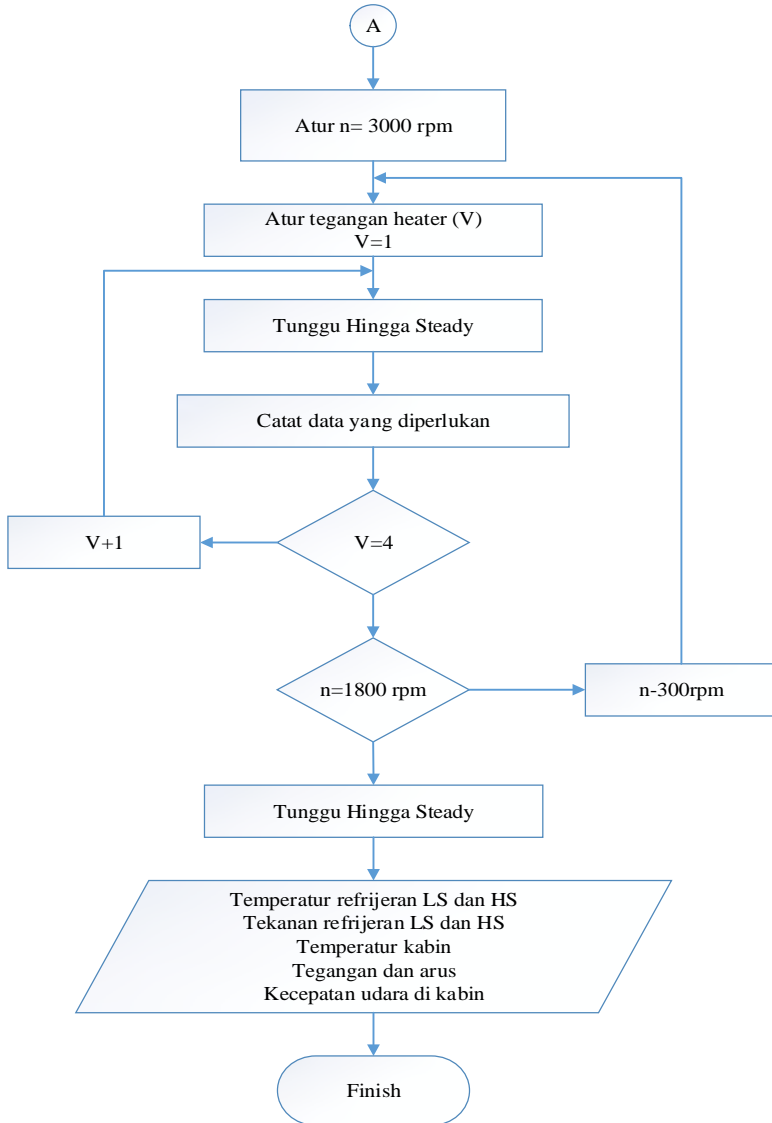 A
Atur n= 3000 rpm
Atur tegangan heater (V)
V=1
Tunggu Hingga Steady
Catat data yang diperlukan
V+1
V=4
n=1800 rpm
n-300rpm
Tunggu Hingga Steady
Temperatur refrijeran LS dan HS
Tekanan refrijeran LS dan HS
Temperatur kabin
Tegangan dan arus
Kecepatan udara di kabin
Finish